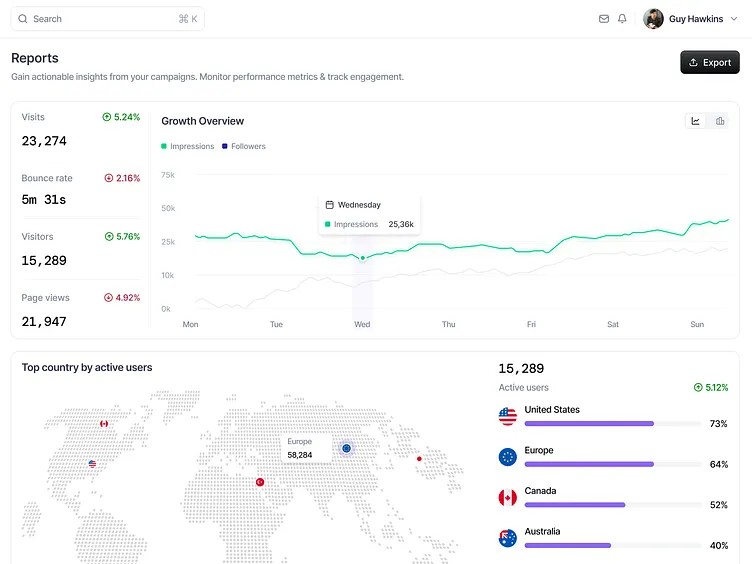 Search
⌘ K
Guy Hawkins
Reports
Gain actionable insights from your campaigns. Monitor performance metrics & track engagement.
Export
Visits
5.24%
23,274
Bounce rate
2.16%
5m 31s
Visitors
5.76%
15,289
Page views
4.92%
21,947
Growth Overview
Impressions
Followers
75k
50k
25k
10k
0k
Wednesday
Impressions 25,36k
Mon Tue Wed Thu Fri Sat Sun
Top country by active users
Europe
58,284
15,289
Active users
5.12%
United States
73%
Europe
64%
Canada
52%
Australia
40%